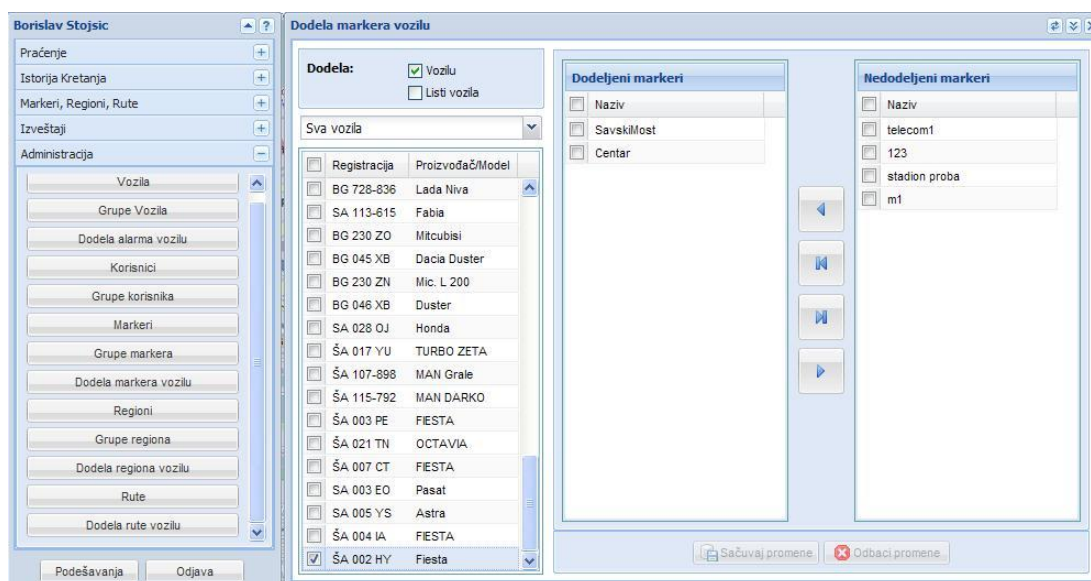 Borislav Stojsic
?
Praćenje
Istorija Kretanja
Markeri, Regioni, Rute
Izveštaji
Administracija
Vozila
Grupe Vozila
Dodela alarma vozilu
Korisnici
Grupe korisnika
Markeri
Grupe markera
Dodela markera vozilu
Regioni
Grupe regiona
Dodela regiona vozilu
Rute
Dodela rute vozilu
Podešavanja Odjava
Dodela markera vozilu
Dodela: Vozilu
Listi vozila
Sva vozila
Registracija Proizvođač/Model
BG 728-836 Lada Niva
SA 113-615 Fabia
BG 230 ZO Mitcubisi
BG 045 XB Dacia Duster
BG 230 ZN Mic. L 200
BG 046 XB Duster
SA 028 OJ Honda
ŠA 017 YU TURBO ZETA
ŠA 107-898 MAN Grale
ŠA 115-792 MAN DARKO
ŠA 003 PE FIESTA
ŠA 021 TN OCTAVIA
ŠA 007 CT FIESTA
SA 003 EO Pasat
SA 005 YS Astra
ŠA 004 IA FIESTA
ŠA 002 HY Fiesta
Dodeljeni markeri
Naziv
SavskiMost
Centar
Nedodeljeni markeri
Naziv
telecom1
123
stadion proba
m1
Sačuvaj promene Odbaci promene